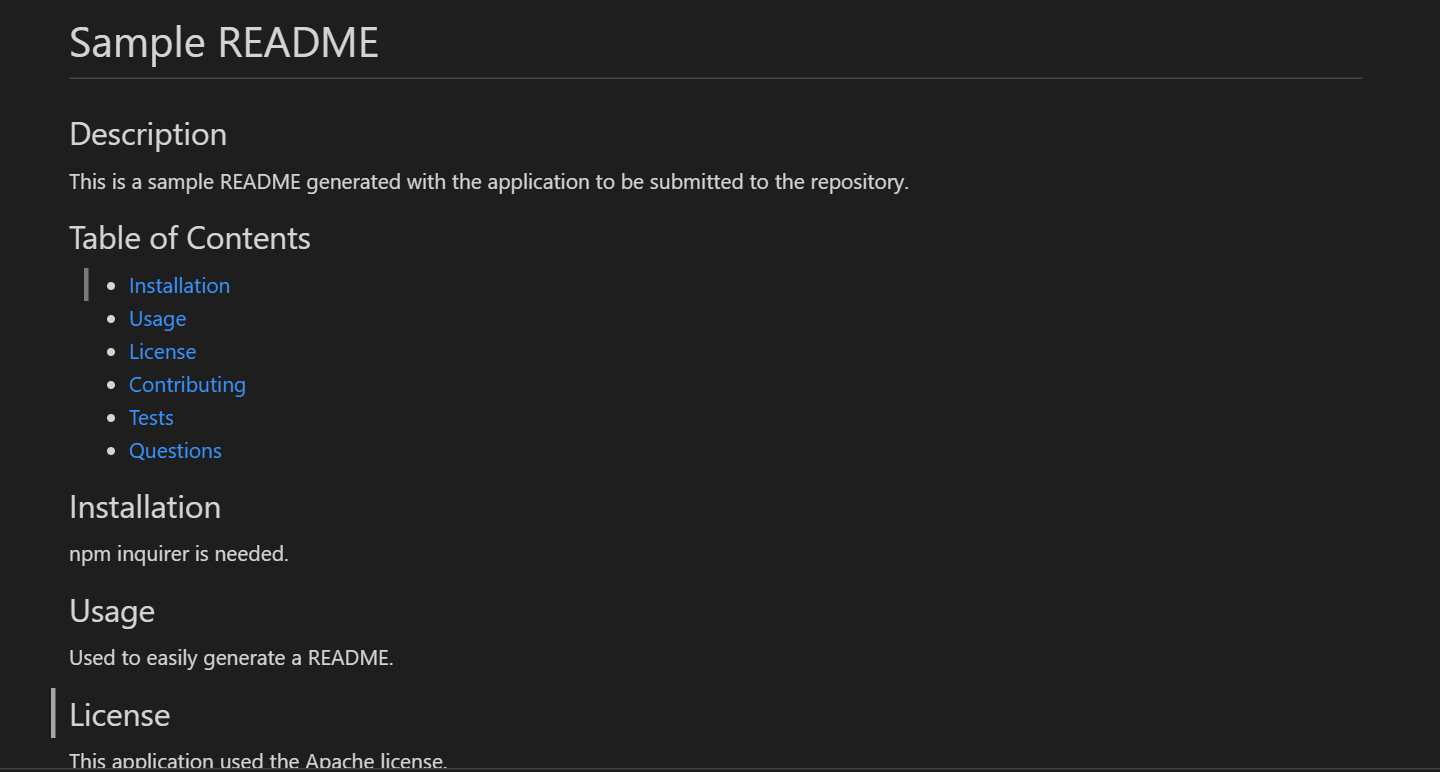 Sample README
Description
This is a sample README generated with the application to be submitted to the repository.
Table of Contents
Installation
Usage
License
Contributing
Tests
Questions
Installation
npm inquirer is needed.
Usage
Used to easily generate a README.
License
This application used the Apache license.